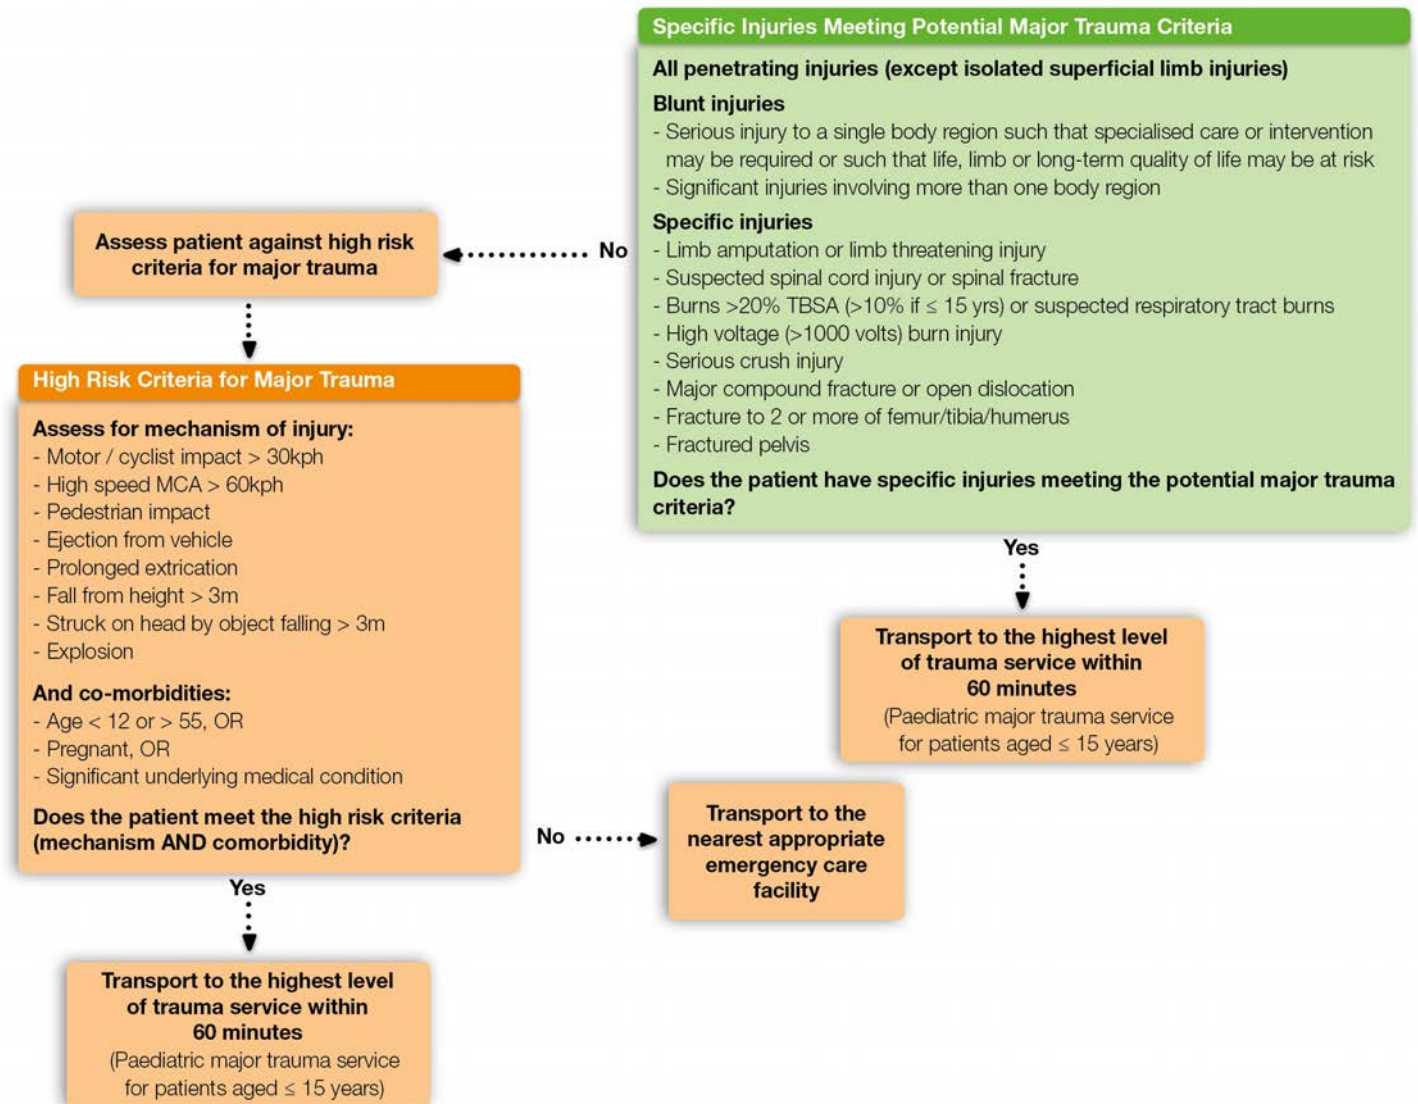 Specific Injuries Meeting Potential Major Trauma Criteria
All penetrating injuries (except isolated superficial limb injuries)
Blunt injuries
- Serious injury to a single body region such that specialised care or intervention
may be required or such that life, limb or long-term quality of life may be at risk
- Significant injuries involving more than one body region
Specific injuries
- Limb amputation or limb threatening injury
- Suspected spinal cord injury or spinal fracture
- Burns >20% TBSA (>10% if ≤ 15 yrs) or suspected respiratory tract burns
- High voltage (>1000 volts) burn injury
- Serious crush injury
- Major compound fracture or open dislocation
- Fracture to 2 or more of femur/tibia/humerus
- Fractured pelvis
Does the patient have specific injuries meeting the potential major trauma
criteria?
No
Assess patient against high risk
criteria for major trauma
High Risk Criteria for Major Trauma
Assess for mechanism of injury:
- Motor / cyclist impact > 30kph
- High speed MCA > 60kph
- Pedestrian impact
- Ejection from vehicle
- Prolonged extrication
- Fall from height > 3m
- Struck on head by object falling > 3m
- Explosion
And co-morbidities:
- Age < 12 or > 55, OR
- Pregnant, OR
- Significant underlying medical condition
Does the patient meet the high risk criteria
(mechanism AND comorbidity)?
Yes
Transport to the highest level
of trauma service within
60 minutes
(Paediatric major trauma service
for patients aged ≤ 15 years)
No
Transport to the
nearest appropriate
emergency care
facility
Yes
Transport to the highest level
of trauma service within
60 minutes
(Paediatric major trauma service
for patients aged ≤ 15 years)